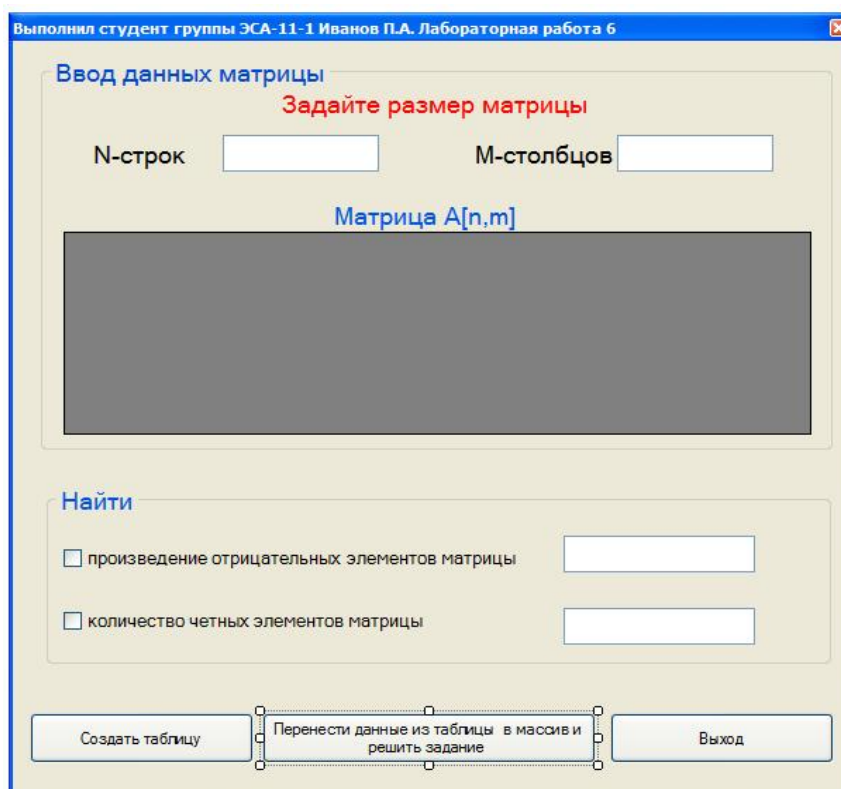 Выполнил студент группы ЭСА-11-1 Иванов П.А. Лабораторная работа 6
Ввод данных матрицы
Задайте размер матрицы
N-строк
M-столбцов
Матрица A[n,m]
Найти
произведение отрицательных элементов матрицы
количество четных элементов матрицы
Создать таблицу
Перенести данные из таблицы в массив и
решить задание
Выход